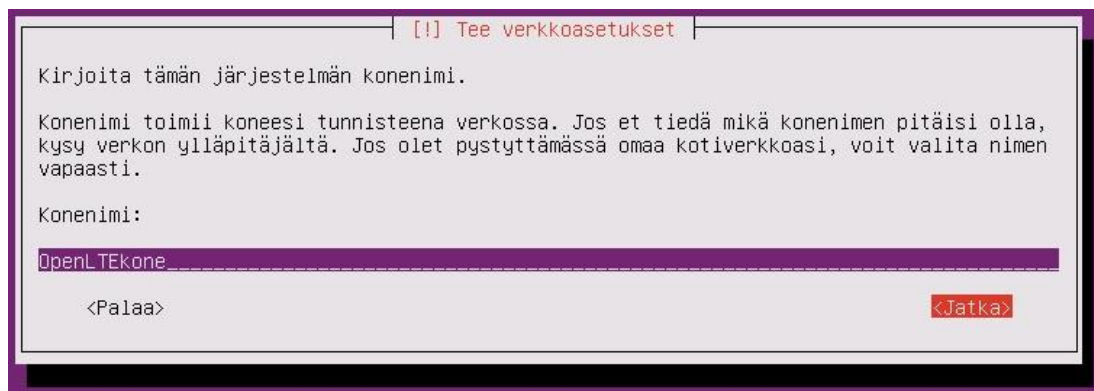 [!] Tee verkkoasetukset
Kirjoita tämän järjestelmän konenimi.
Konenimi toimii koneesi tunnisteena verkossa. Jos et tiedä mikä konenimen pitäisi olla,
kysy verkon ylläpitäjältä. Jos olet pystyttämässä omaa kotiverkkoasi, voit valita nimen
vapaasti.
Konenimi:
OpenLTEkone
<Palaa> <Jatka>